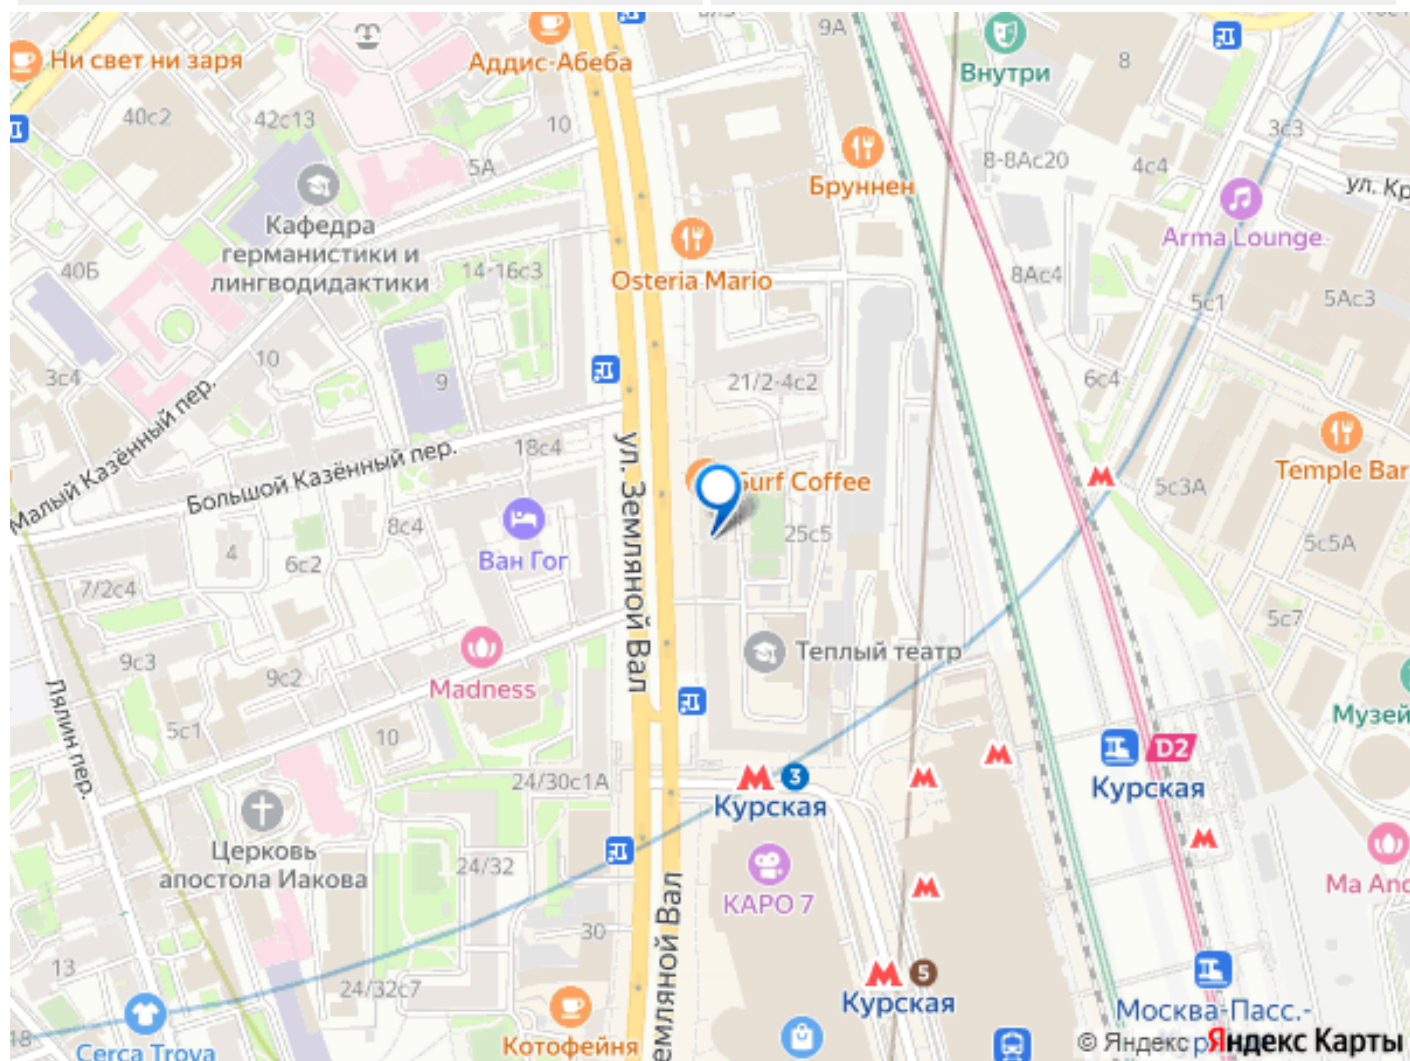 Аддис-Абеба
9А
Ни свет ни заря
Внутри
8
40с2
42с13
10
5А
3с3
8-8Ас20
4с4
ул. Кр
Бруннен
Кафедра
германистики и
лингводидактики
Arma Lounge
40Б
14-16с3
Osteria Mario
8Ас4
5с1
5Ас3
10
3с4
9
21/2-4с2
6с4
Малый Казённый пер.
Большой Казённый пер.
18с4
ул. Земляной Вал
Surf Coffee
Temple Bar
5с3А
8с4
25с5
4
6с2
Ван Гог
5с5А
7/2с4
5с7
9с3
9с2
Madness
Теплый театр
Лялин пер.
5с1
10
Музей
D2
Курская
24/30с1А
3
Курская
Церковь
апостола Иакова
24/32
КАРО 7
Ma And
30
емляной Вал
13
24/32с7
5
Курская
Москва-Пасс.-
18
Cerca Trova
Котофейня
© Яндекс
Яндекс Карты